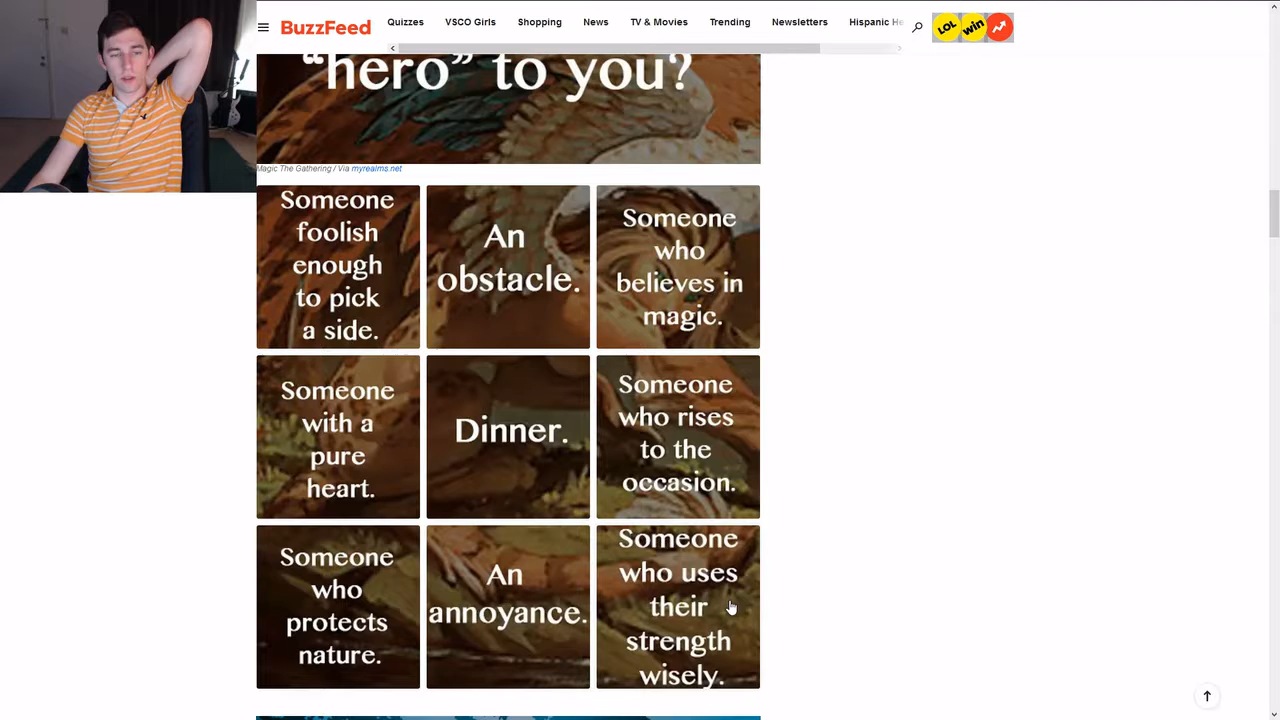 BuzzFeed
Quizzes VSCO Girls Shopping News TV & Movies Trending Newsletters Hispanic
LOL win
“hero” to you?
Magic The Gathering / Via myrealms.net
Someone
foolish
enough
to pick
a side.
An
obstacle.
Someone
who
believes in
magic.
Someone
with a
pure
heart.
Dinner.
Someone
who rises
to the
occasion.
Someone
who
protects
nature.
An
annoyance.
Someone
who uses
their
strength
wisely.